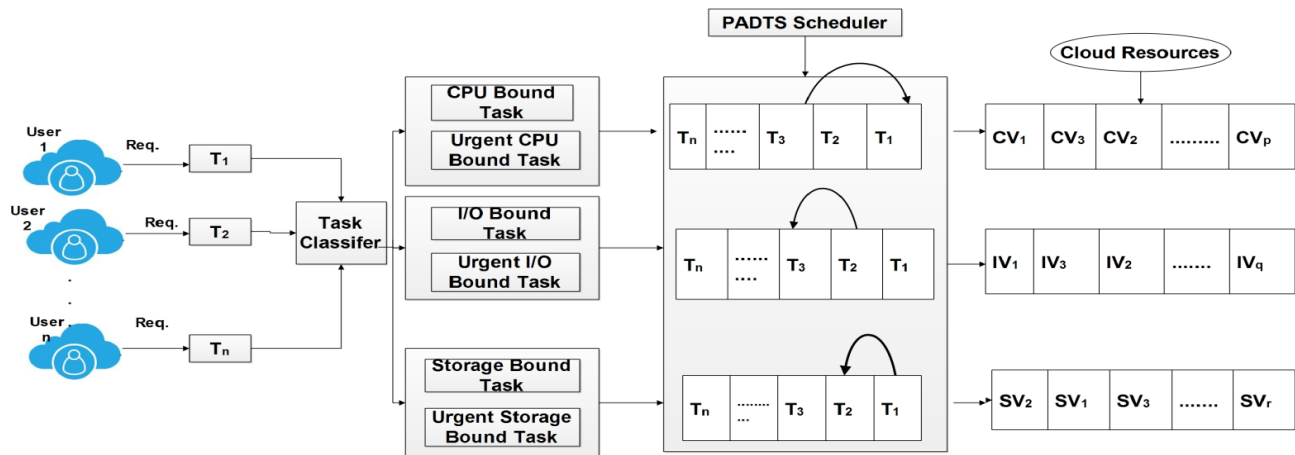 PADTS Scheduler
Cloud Resources
User
1
Req.
T₁
User
2
Req.
T₂
.
.
.
User
n
Req.
Tₙ
Task
Classifer
CPU Bound
Task
Urgent CPU
Bound Task
I/O Bound
Task
Urgent I/O
Bound Task
Storage Bound
Task
Urgent Storage
Bound Task
Tₙ ...... .... T₃ T₂ T₁
Tₙ ...... .... T₃ T₂ T₁
Tₙ ........ ... T₃ T₂ T₁
CV₁ CV₃ CV₂ ......... CVₚ
IV₁ IV₃ IV₂ ....... IV_q
SV₂ SV₁ SV₃ ....... SVᵣ